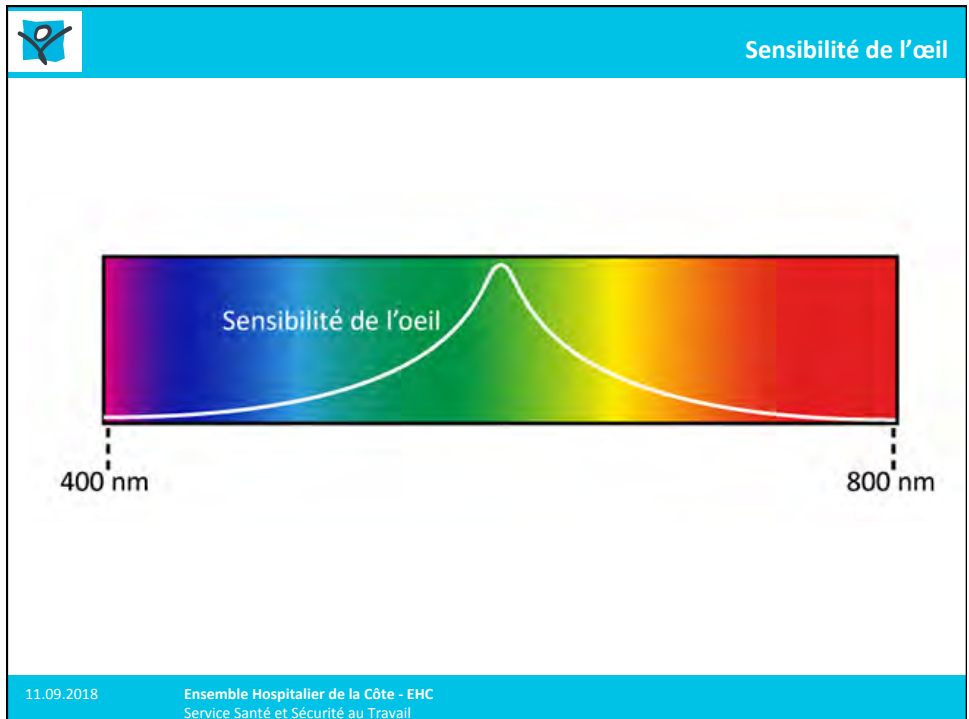 Sensibilité de l’œil
Sensibilité de l’oeil
400 nm
800 nm
11.09.2018
Ensemble Hospitalier de la Côte - EHC
Service Santé et Sécurité au Travail